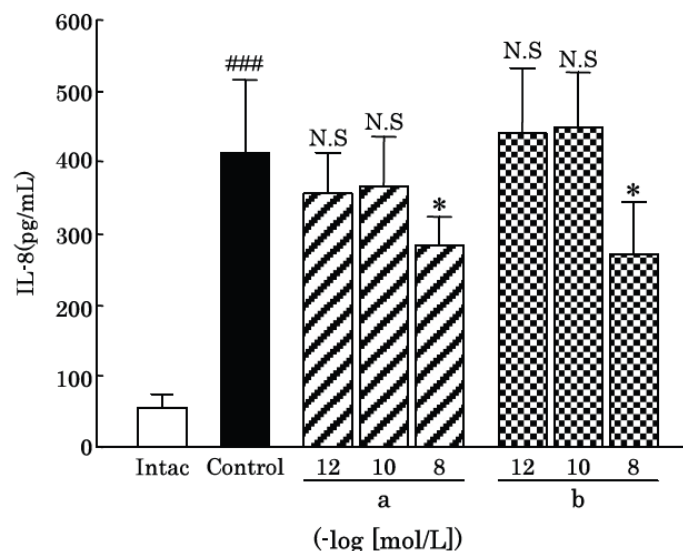 600
500
400
300
200
100
0
IL-8(pg/mL)
###
N.S
N.S
*
N.S
N.S
*
Intac Control 12 10 8 12 10 8
a b
(-log [mol/L])